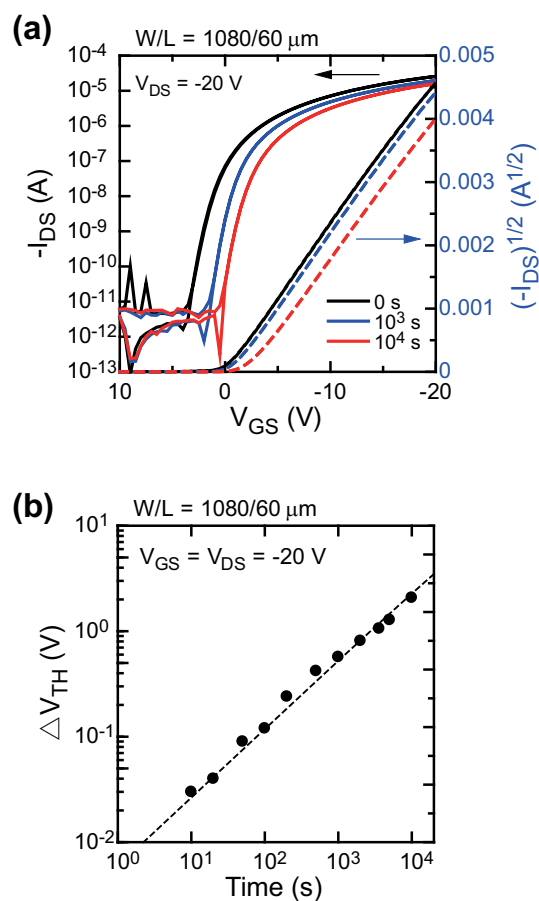 (a)
W/L = 1080/60 μm
V_DS = -20 V
-I_DS (A)
10^-4
10^-5
10^-6
10^-7
10^-8
10^-9
10^-10
10^-11
10^-12
10^-13
0.005
0.004
0.003
0.002
0.001
0
(-I_DS)^1/2 (A^1/2)
0 s
10^3 s
10^4 s
10 0 -10 -20
V_GS (V)
(b)
W/L = 1080/60 μm
V_GS = V_DS = -20 V
△V_TH (V)
10^1
10^0
10^-1
10^-2
10^0 10^1 10^2 10^3 10^4
Time (s)